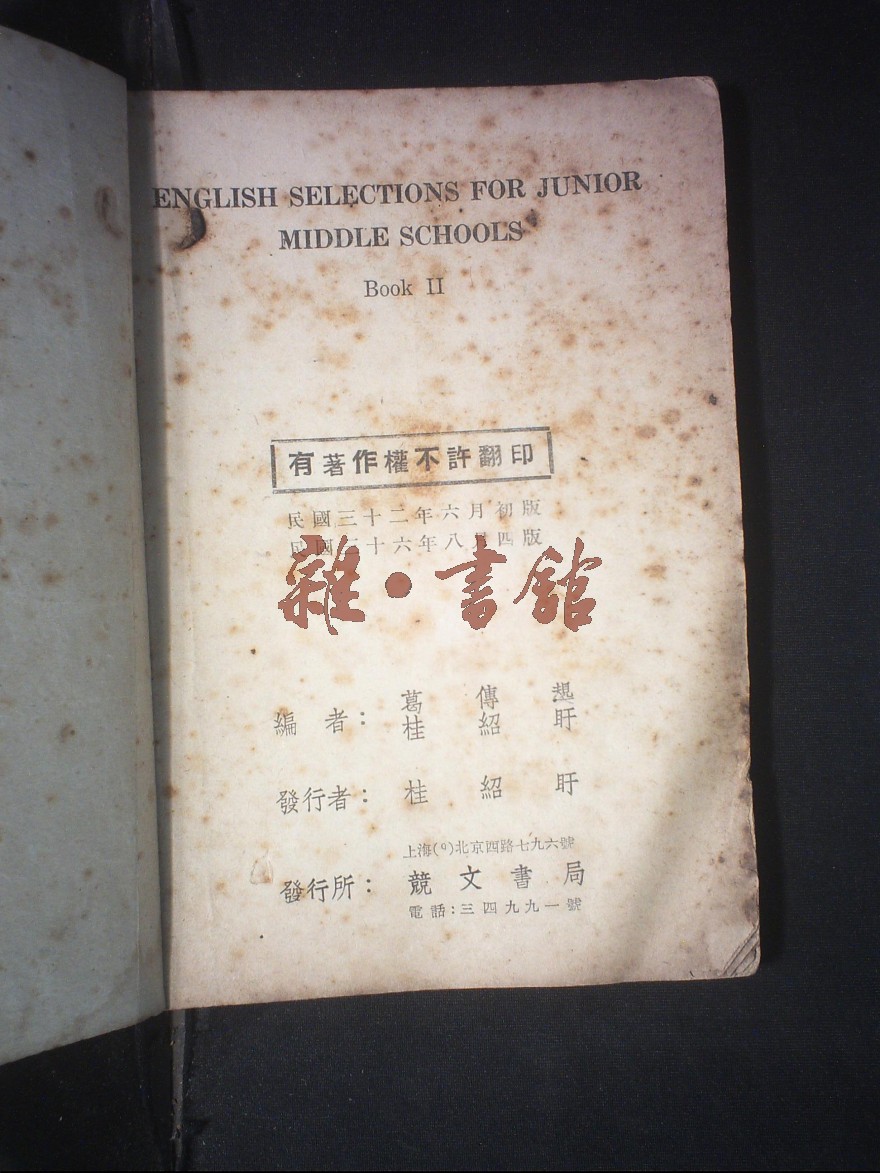 ENGLISH SELECTIONS FOR JUNIOR
MIDDLE SCHOOLS
Book II
有著作權不許翻印
民國三十二年六月初版
民國三十六年八月四版
雜·書館
編者：葛傳槼
桂紹盱
發行者：桂紹盱
上海(0)北京西路七九六號
發行所：競文書局
電話：三四九九一號